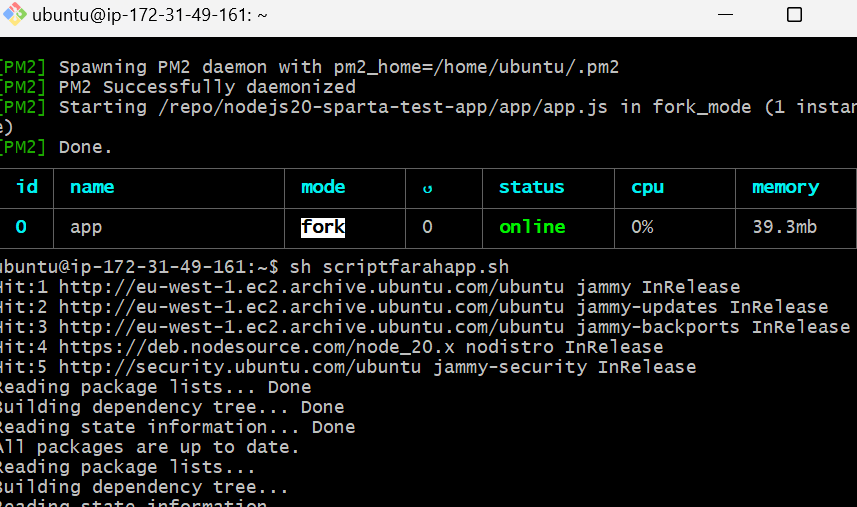 ubuntu@ip-172-31-49-161: ~
[PM2] Spawning PM2 daemon with pm2_home=/home/ubuntu/.pm2
[PM2] PM2 Successfully daemonized
[PM2] Starting /repo/nodejs20-sparta-test-app/app/app.js in fork_mode (1 instan
e)
[PM2] Done.
id name mode ↺ status cpu memory
0 app fork 0 online 0% 39.3mb
ubuntu@ip-172-31-49-161:~$ sh scriptfarahapp.sh
Hit:1 http://eu-west-1.ec2.archive.ubuntu.com/ubuntu jammy InRelease
Hit:2 http://eu-west-1.ec2.archive.ubuntu.com/ubuntu jammy-updates InRelease
Hit:3 http://eu-west-1.ec2.archive.ubuntu.com/ubuntu jammy-backports InRelease
Hit:4 https://deb.nodesource.com/node_20.x nodistro InRelease
Hit:5 http://security.ubuntu.com/ubuntu jammy-security InRelease
Reading package lists... Done
Building dependency tree... Done
Reading state information... Done
All packages are up to date.
Reading package lists...
Building dependency tree...
Reading state information